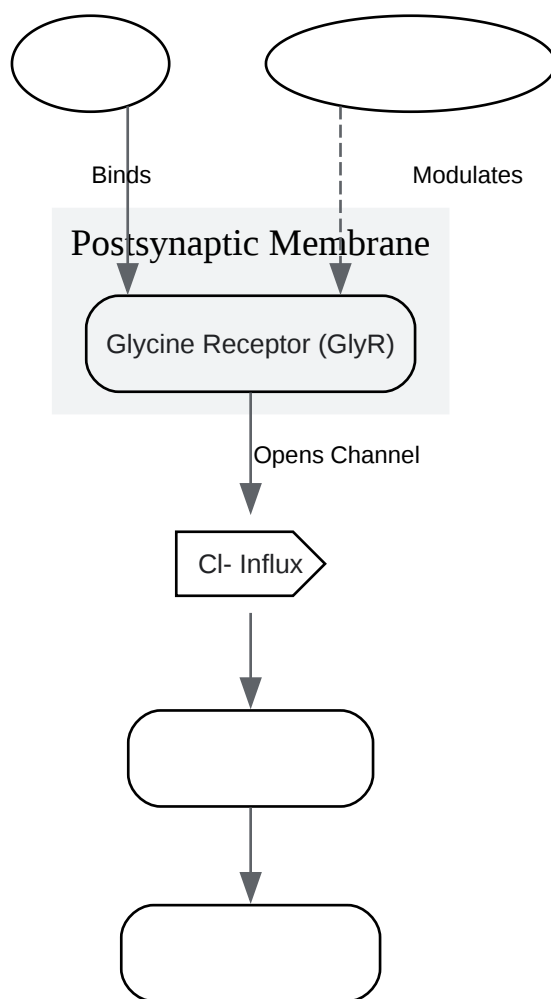 Binds
Modulates
Postsynaptic Membrane
Glycine Receptor (GlyR)
Opens Channel
Cl- Influx